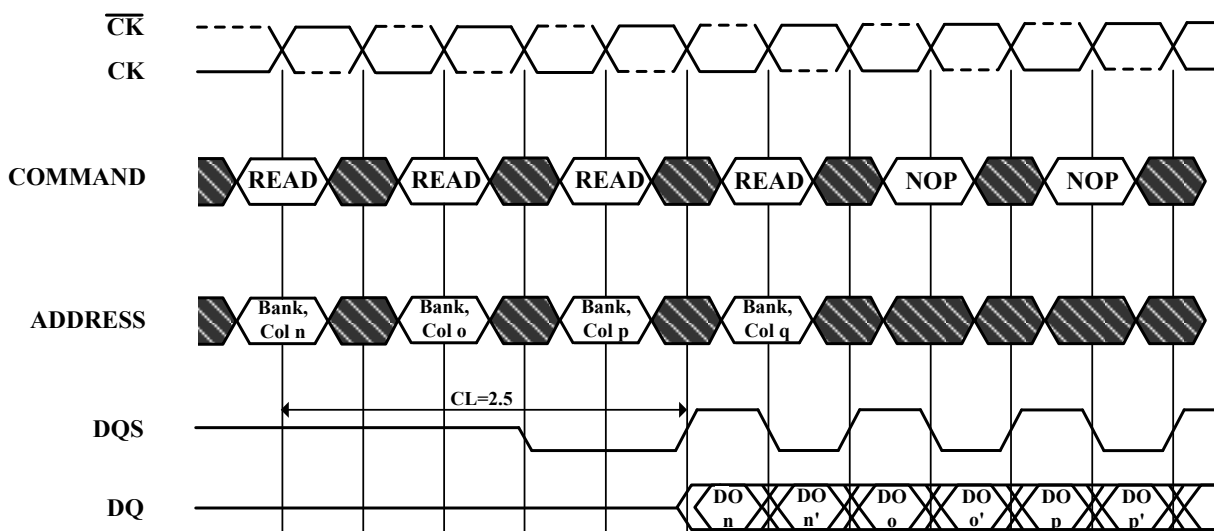 CK
CK
COMMAND
READ READ READ READ NOP NOP
ADDRESS
Bank, Col n
Bank, Col o
Bank, Col p
Bank, Col q
CL=2.5
DQS
DQ
DO n
DO n'
DO o
DO o'
DO p
DO p'